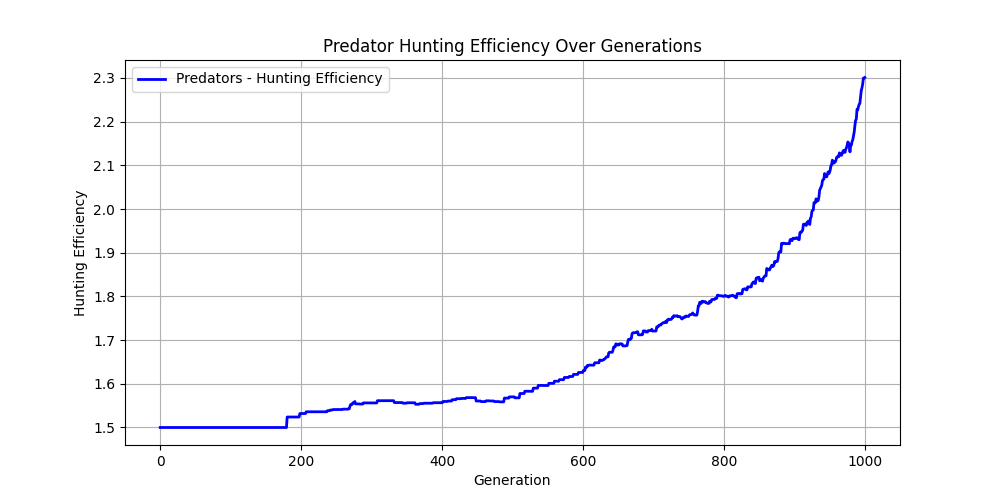 Predator Hunting Efficiency Over Generations
Predators - Hunting Efficiency
2.3
2.2
2.1
2.0
1.9
1.8
1.7
1.6
1.5
Hunting Efficiency
0 200 400 600 800 1000
Generation